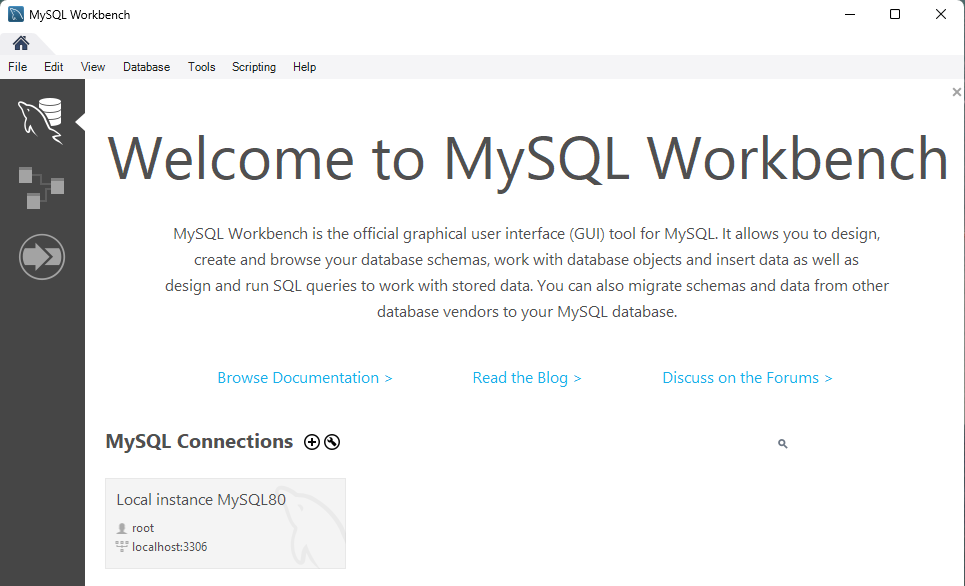 MySQL Workbench
File Edit View Database Tools Scripting Help
Welcome to MySQL Workbench
MySQL Workbench is the official graphical user interface (GUI) tool for MySQL. It allows you to design,
create and browse your database schemas, work with database objects and insert data as well as
design and run SQL queries to work with stored data. You can also migrate schemas and data from other
database vendors to your MySQL database.
Browse Documentation > Read the Blog > Discuss on the Forums >
MySQL Connections
Local instance MySQL80
root
localhost:3306